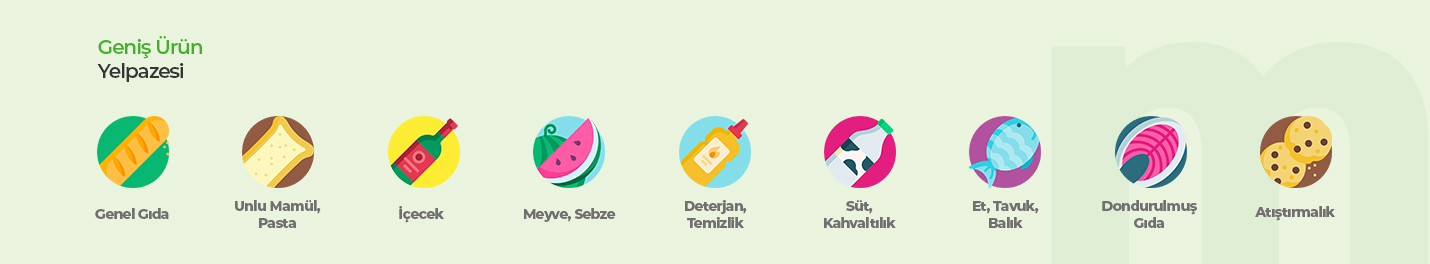 Geniş Ürün
Yelpazesi
Genel Gıda
Unlu Mamül,
Pasta
İçecek
Meyve, Sebze
Deterjan,
Temizlik
Süt,
Kahvaltılık
Et, Tavuk,
Balık
Dondurulmuş
Gıda
Atıştırmalık
m